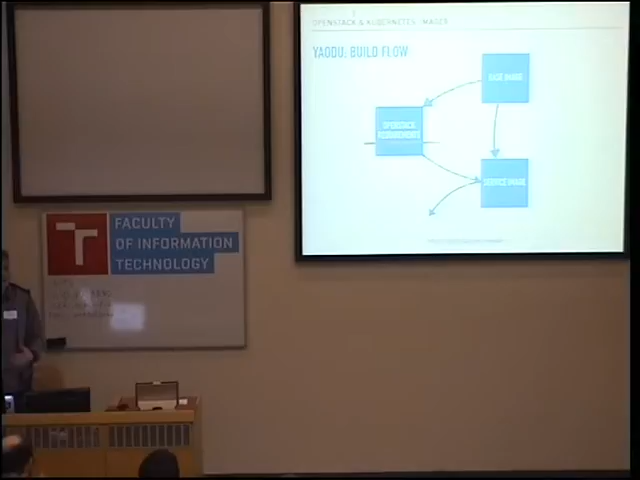 OPENSTACK & KUBERNETES - IMAGES
YAODU: BUILD FLOW
BASE IMAGE
OPENSTACK
REQUIREMENTS
SERVICE IMAGE
FACULTY
OF INFORMATION
TECHNOLOGY